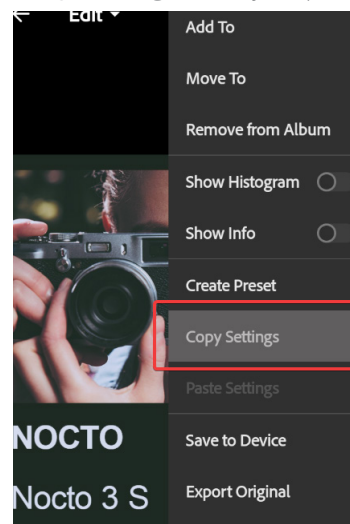 Edit
Add To
Move To
Remove from Album
Show Histogram
Show Info
Create Preset
Copy Settings
Paste Settings
Save to Device
Export Original
NOCTO
Nocto 3 S